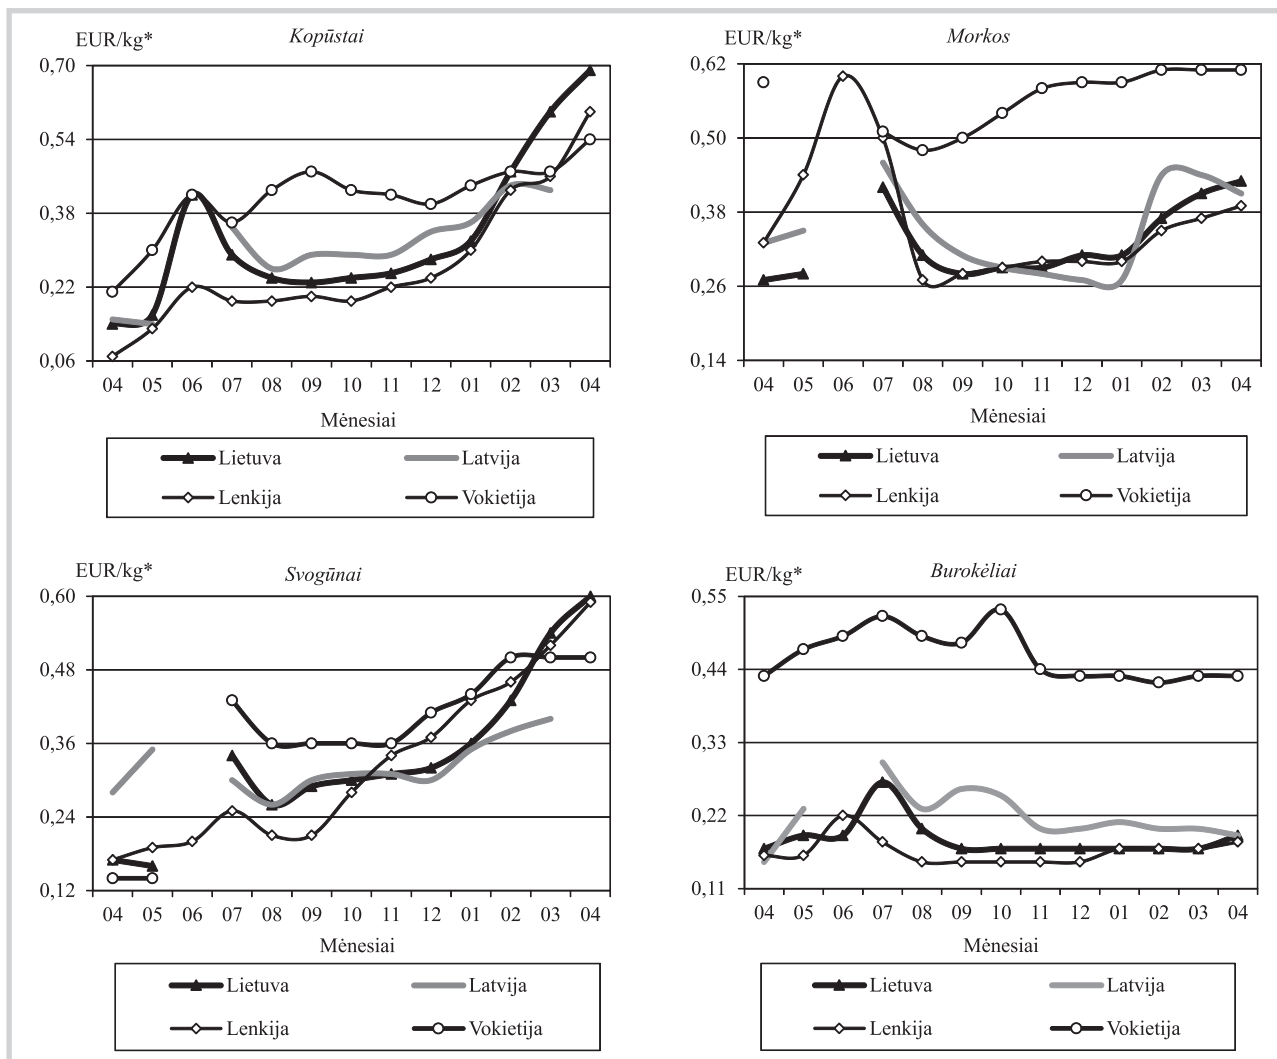 EUR/kg* Kopūstai
0,70
0,54
0,38
0,22
0,06
04 05 06 07 08 09 10 11 12 01 02 03 04
Mėnesiai
Lietuva Latvija
Lenkija Vokietija
EUR/kg* Morkos
0,62
0,50
0,38
0,26
0,14
04 05 06 07 08 09 10 11 12 01 02 03 04
Mėnesiai
Lietuva Latvija
Lenkija Vokietija
EUR/kg* Svogūnai
0,60
0,48
0,36
0,24
0,12
04 05 06 07 08 09 10 11 12 01 02 03 04
Mėnesiai
Lietuva Latvija
Lenkija Vokietija
EUR/kg* Burokėliai
0,55
0,44
0,33
0,22
0,11
04 05 06 07 08 09 10 11 12 01 02 03 04
Mėnesiai
Lietuva Latvija
Lenkija Vokietija